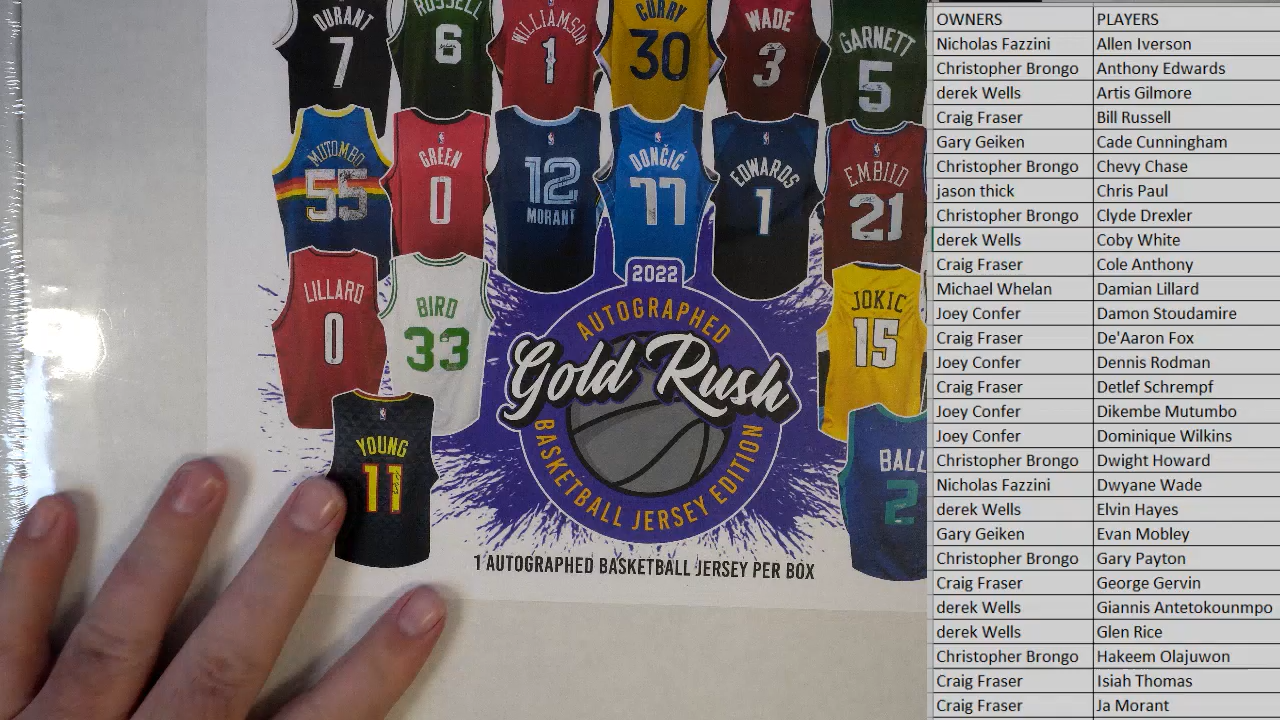 DURANT
7
RUSSELL
6
WILLIAMSON
1
CURRY
30
WADE
3
GARNETT
5
MUTOMBO
55
GREEN
0
12
MORANT
DONČIĆ
77
EDWARDS
1
EMBIID
21
LILLARD
0
BIRD
33
JOKIC
15
YOUNG
11
BALL
2
2022
AUTOGRAPHED
Gold Rush
BASKETBALL JERSEY EDITION
1 AUTOGRAPHED BASKETBALL JERSEY PER BOX
OWNERS PLAYERS
Nicholas Fazzini Allen Iverson
Christopher Brongo Anthony Edwards
derek Wells Artis Gilmore
Craig Fraser Bill Russell
Gary Geiken Cade Cunningham
Christopher Brongo Chevy Chase
jason thick Chris Paul
Christopher Brongo Clyde Drexler
derek Wells Coby White
Craig Fraser Cole Anthony
Michael Whelan Damian Lillard
Joey Confer Damon Stoudamire
Craig Fraser De'Aaron Fox
Joey Confer Dennis Rodman
Craig Fraser Detlef Schrempf
Joey Confer Dikembe Mutumbo
Joey Confer Dominique Wilkins
Christopher Brongo Dwight Howard
Nicholas Fazzini Dwyane Wade
derek Wells Elvin Hayes
Gary Geiken Evan Mobley
Christopher Brongo Gary Payton
Craig Fraser George Gervin
derek Wells Giannis Antetokounmpo
derek Wells Glen Rice
Christopher Brongo Hakeem Olajuwon
Craig Fraser Isiah Thomas
Craig Fraser Ja Morant